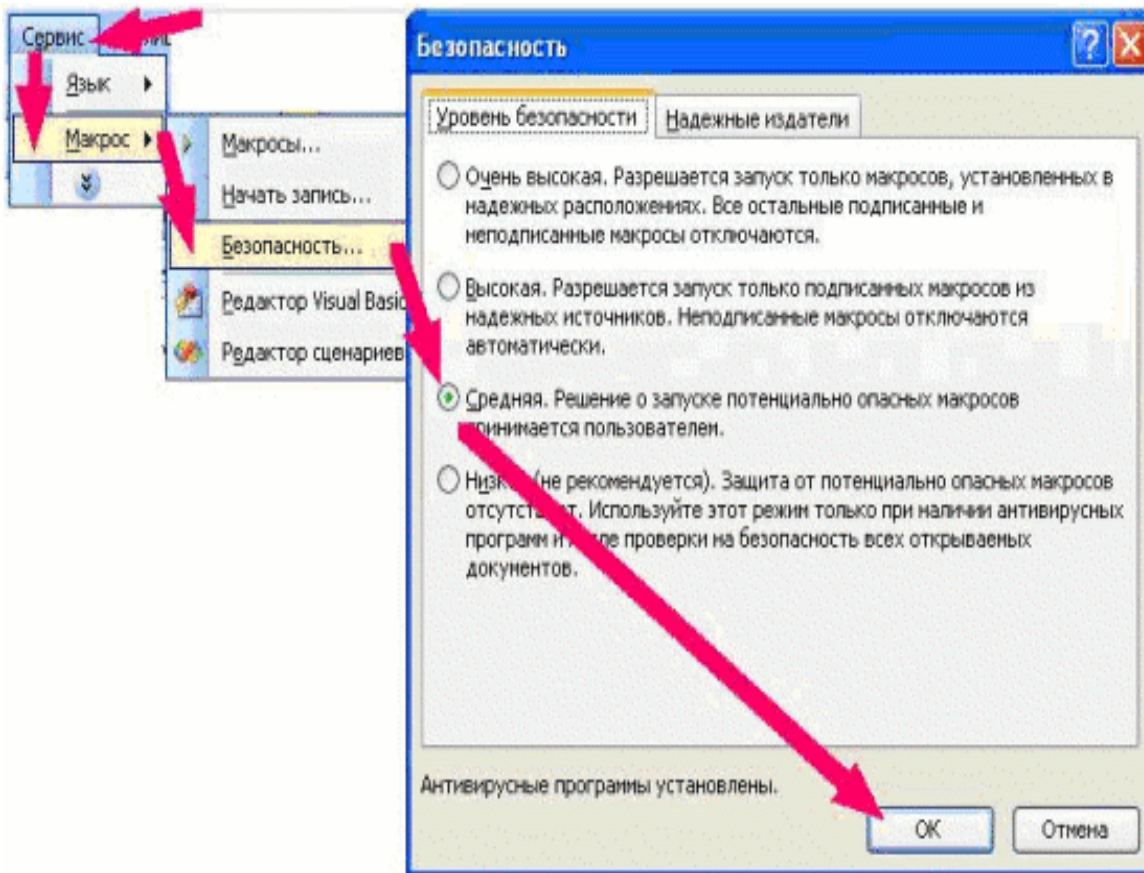 Сервис
Язык
Макрос
Макросы...
Начать запись...
Безопасность...
Редактор Visual Basic
Редактор сценариев
Безопасность
Уровень безопасности
Надежные издатели
Очень высокая. Разрешается запуск только макросов, установленных в
надежных расположениях. Все остальные подписанные и
неподписанные макросы отключаются.
Высокая. Разрешается запуск только подписанных макросов из
надежных источников. Неподписанные макросы отключаются
автоматически.
Средняя. Решение о запуске потенциально опасных макросов
принимается пользователем.
(не рекомендуется). Защита от потенциально опасных макросов
Используйте этот режим только при наличии антивирусных
программ и после проверки на безопасность всех открываемых
документов.
Антивирусные программы установлены.
ОК
Отмена